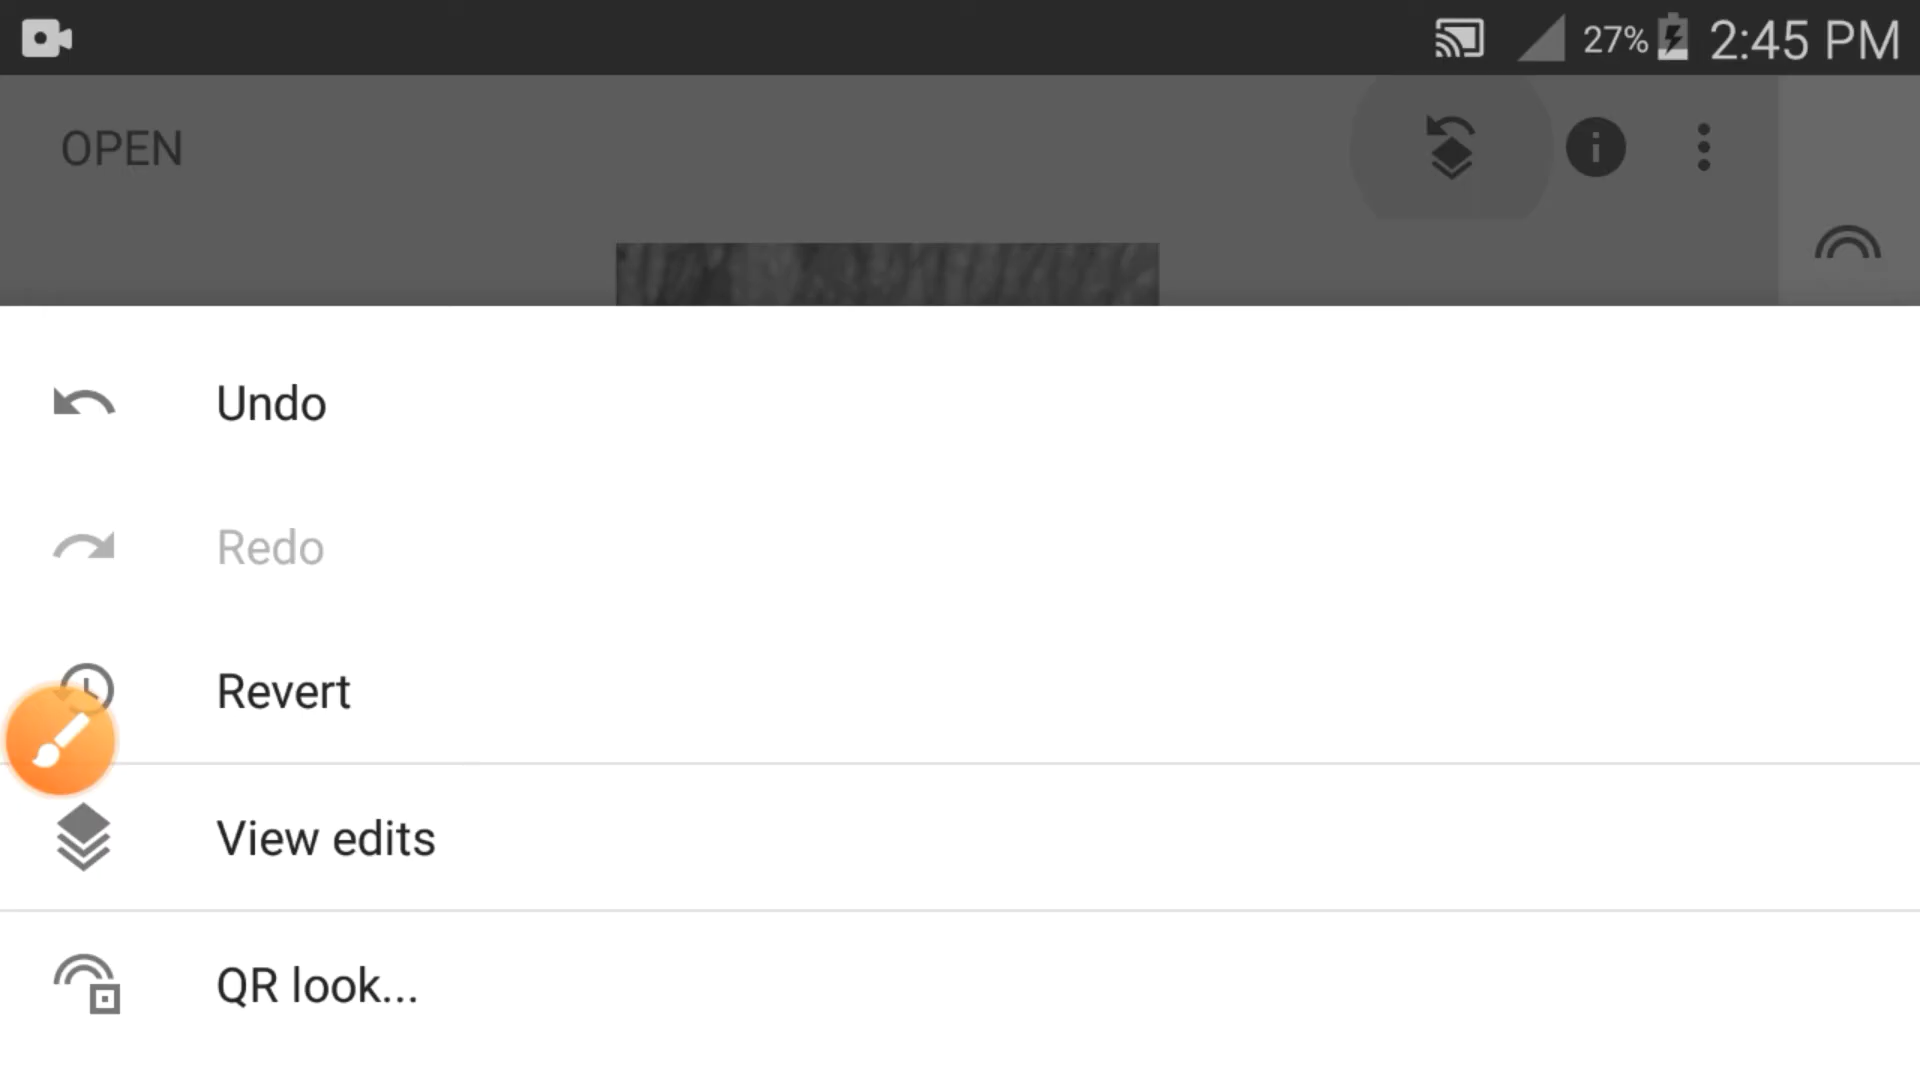 27% 2:45 PM
OPEN
Undo
Redo
Revert
View edits
QR look...